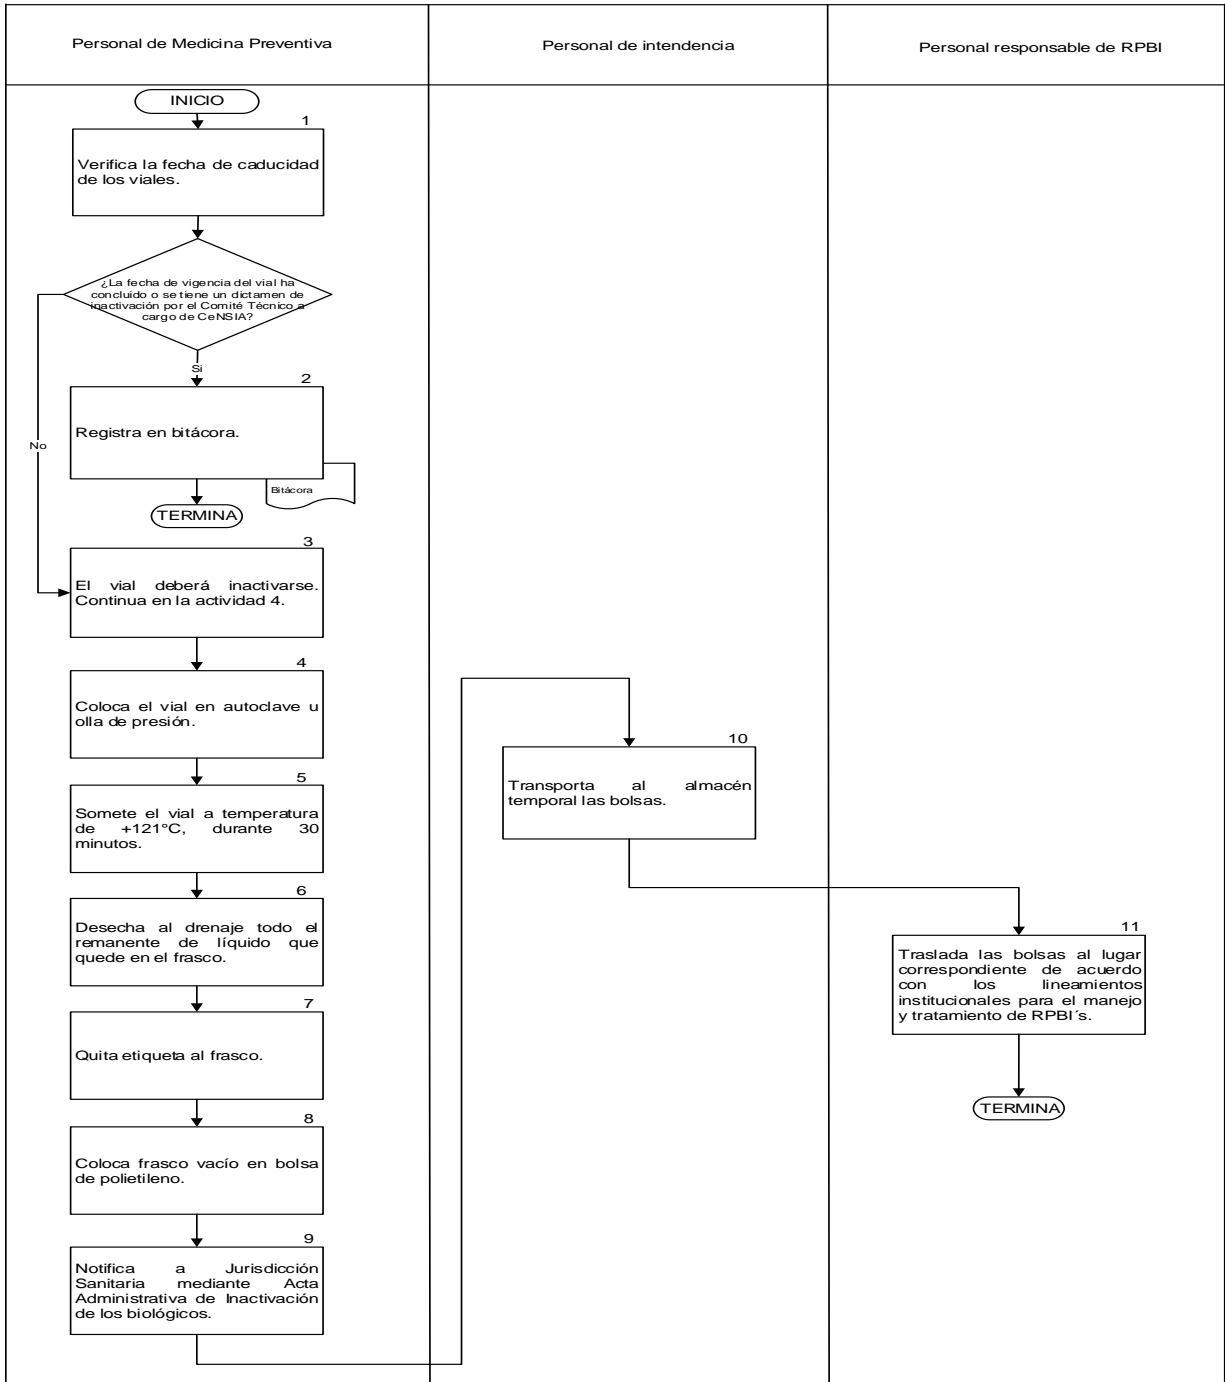 Personal de Medicina Preventiva
Personal de intendencia
Personal responsable de RPBI
INICIO
1
Verifica la fecha de caducidad
de los viales.
¿La fecha de vigencia del vial ha
concluido o se tiene un dictamen de
inactivación por el Comité Técnico a
cargo de CeNSIA?
Si
No
2
Registra en bitácora.
Bitácora
TERMINA
3
El vial deberá inactivarse.
Continua en la actividad 4.
4
Coloca el vial en autoclave u
olla de presión.
5
Somete el vial a temperatura
de +121°C, durante 30
minutos.
6
Desecha al drenaje todo el
remanente de líquido que
quede en el frasco.
7
Quita etiqueta al frasco.
8
Coloca frasco vacío en bolsa
de polietileno.
9
Notifica a Jurisdicción
Sanitaria mediante Acta
Administrativa de Inactivación
de los biológicos.
10
Transporta al almacén
temporal las bolsas.
11
Traslada las bolsas al lugar
correspondiente de acuerdo
con los lineamientos
institucionales para el manejo
y tratamiento de RPBI´s.
TERMINA